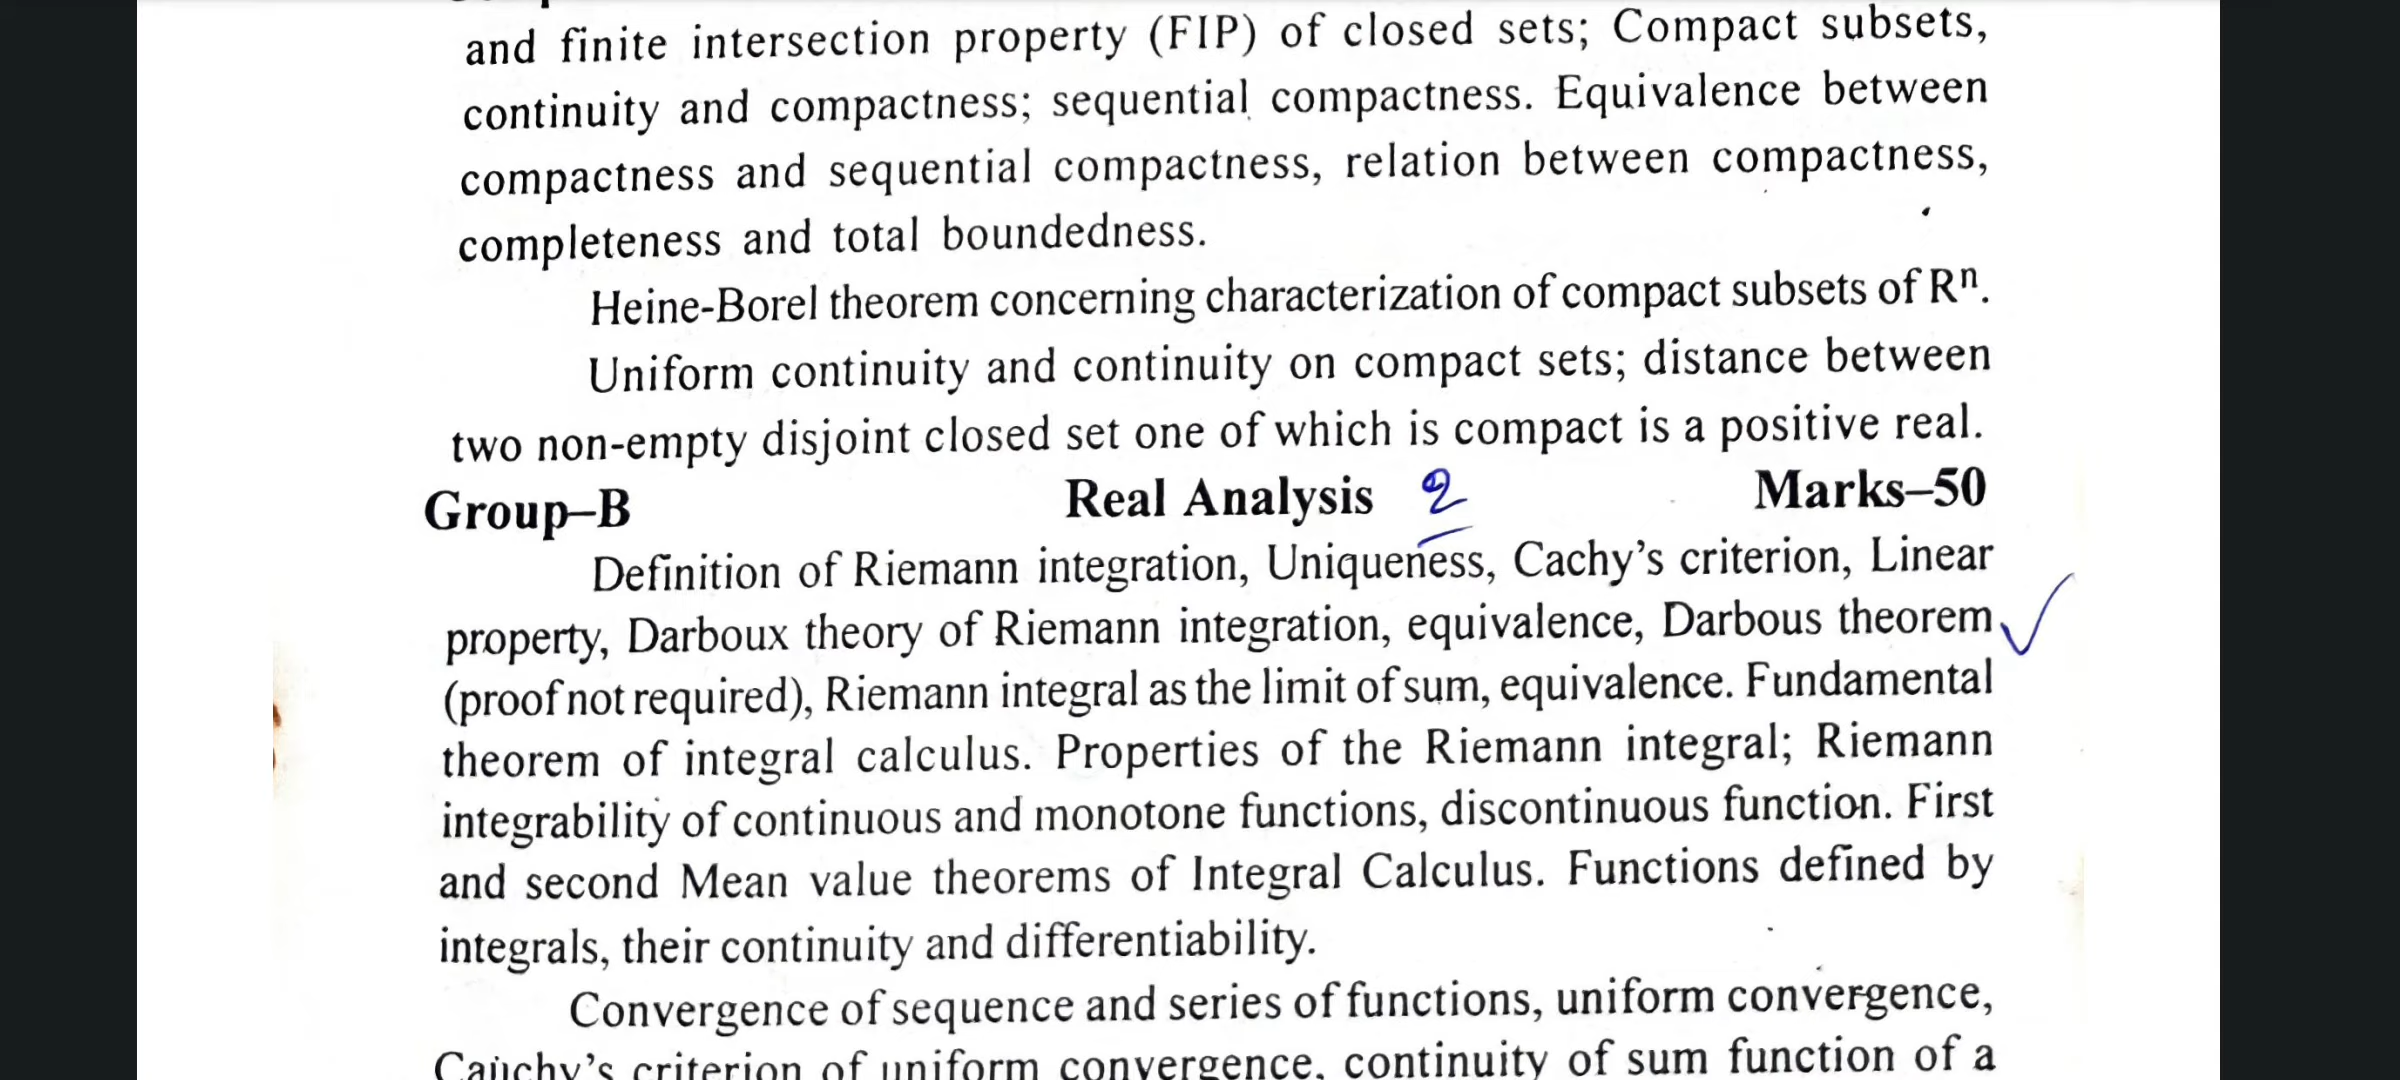 and finite intersection property (FIP) of closed sets; Compact subsets,
continuity and compactness; sequential compactness. Equivalence between
compactness and sequential compactness, relation between compactness,
completeness and total boundedness.
Heine-Borel theorem concerning characterization of compact subsets of Rⁿ.
Uniform continuity and continuity on compact sets; distance between
two non-empty disjoint closed set one of which is compact is a positive real.
Group–B Real Analysis 2 Marks–50
Definition of Riemann integration, Uniqueness, Cachy's criterion, Linear
property, Darboux theory of Riemann integration, equivalence, Darbous theorem
(proof not required), Riemann integral as the limit of sum, equivalence. Fundamental
theorem of integral calculus. Properties of the Riemann integral; Riemann
integrability of continuous and monotone functions, discontinuous function. First
and second Mean value theorems of Integral Calculus. Functions defined by
integrals, their continuity and differentiability.
Convergence of sequence and series of functions, uniform convergence,
Cauchy's criterion of uniform convergence, continuity of sum function of a